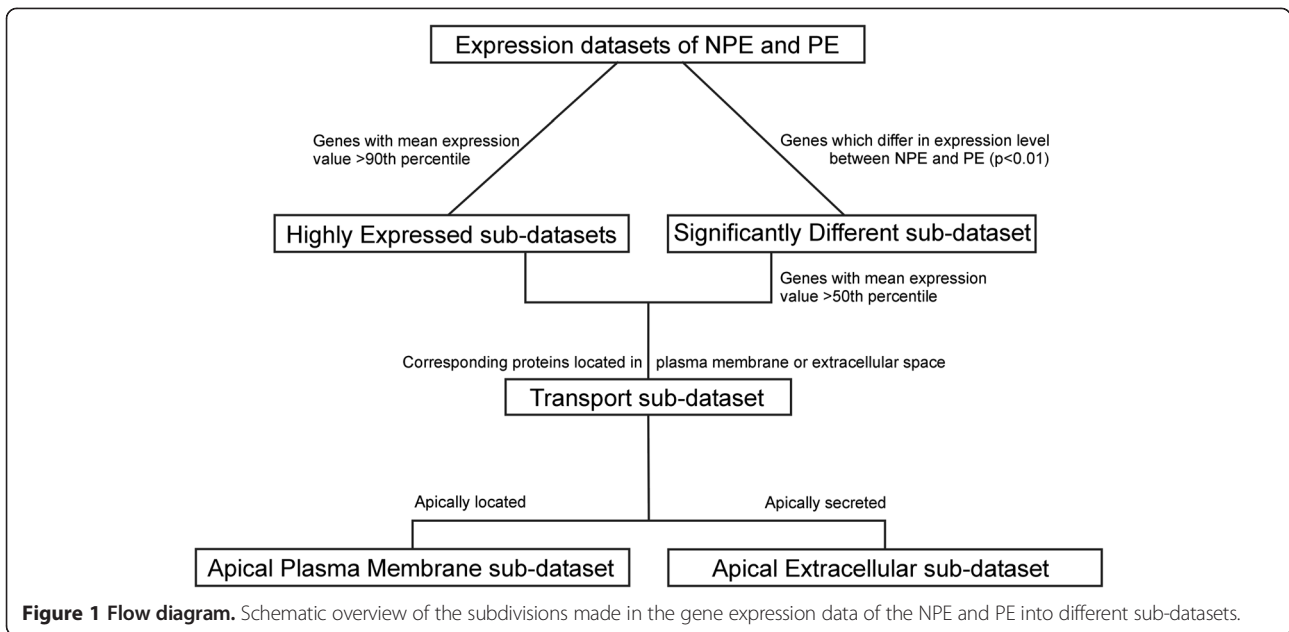 Expression datasets of NPE and PE
Genes with mean expression
value >90th percentile
Genes which differ in expression level
between NPE and PE (p<0.01)
Highly Expressed sub-datasets
Significantly Different sub-dataset
Genes with mean expression
value >50th percentile
Corresponding proteins located in plasma membrane or extracellular space
Transport sub-dataset
Apically located
Apically secreted
Apical Plasma Membrane sub-dataset
Apical Extracellular sub-dataset
Figure 1 Flow diagram. Schematic overview of the subdivisions made in the gene expression data of the NPE and PE into different sub-datasets.